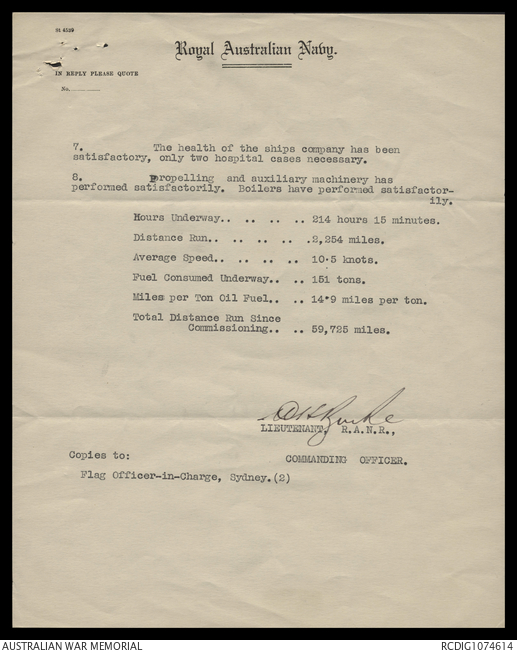 Royal Australian Navy.
IN REPLY PLEASE QUOTE
No.
7. The health of the ships company has been
satisfactory, only two hospital cases necessary.
8. propelling and auxiliary machinery has
performed satisfactorily. Boilers have performed satisfactor-
ily.
Hours Underway.. .. .. .. 214 hours 15 minutes.
Distance Run.. .. .. .. .2,254 miles.
Average Speed.. .. .. .. 10.5 knots.
Fuel Consumed Underway.. .. 151 tons.
Miles per Ton Oil Fuel.. .. 14.9 miles per ton.
Total Distance Run Since
Commissioning.. .. 59,725 miles.
LIEUTENANT, R.A.N.R.,
Copies to:
COMMANDING OFFICER.
Flag Officer-in-Charge, Sydney.(2)
AUSTRALIAN WAR MEMORIAL
RCDIG1074614